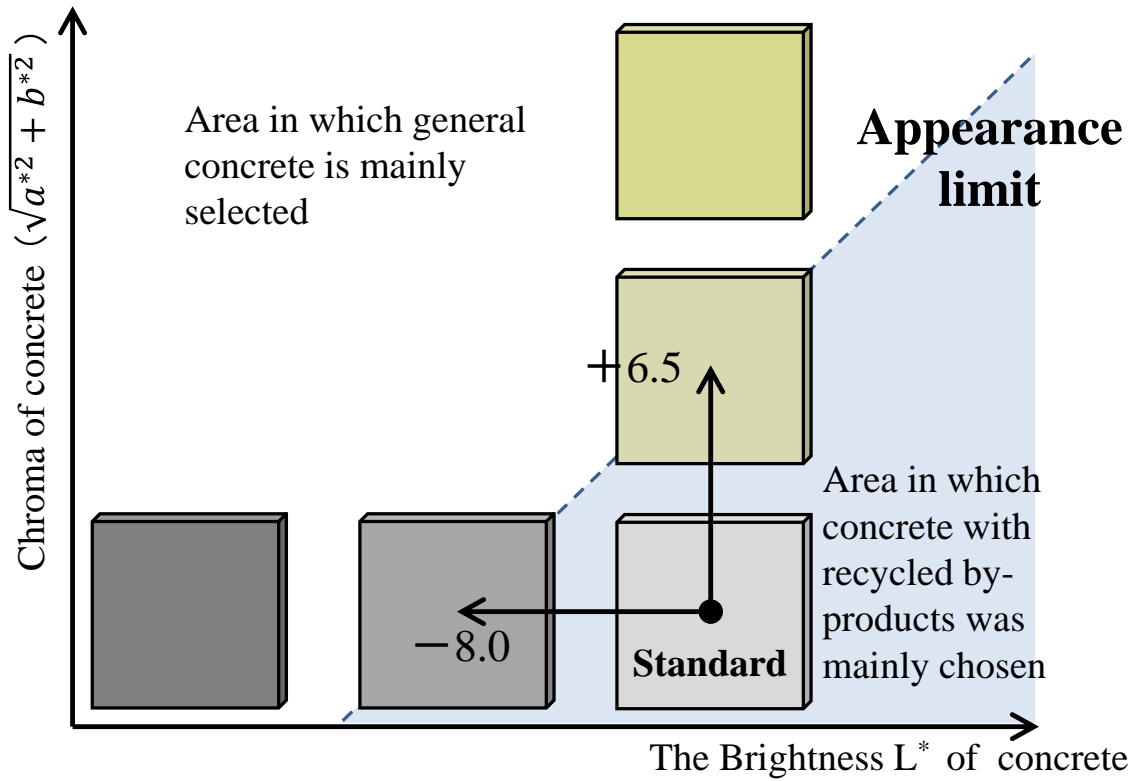 Chroma of concrete (√a*² + b*²)
Area in which general
concrete is mainly
selected
Appearance
limit
+6.5
Area in which
concrete with
recycled by-
products was
mainly chosen
−8.0
Standard
The Brightness L* of concrete